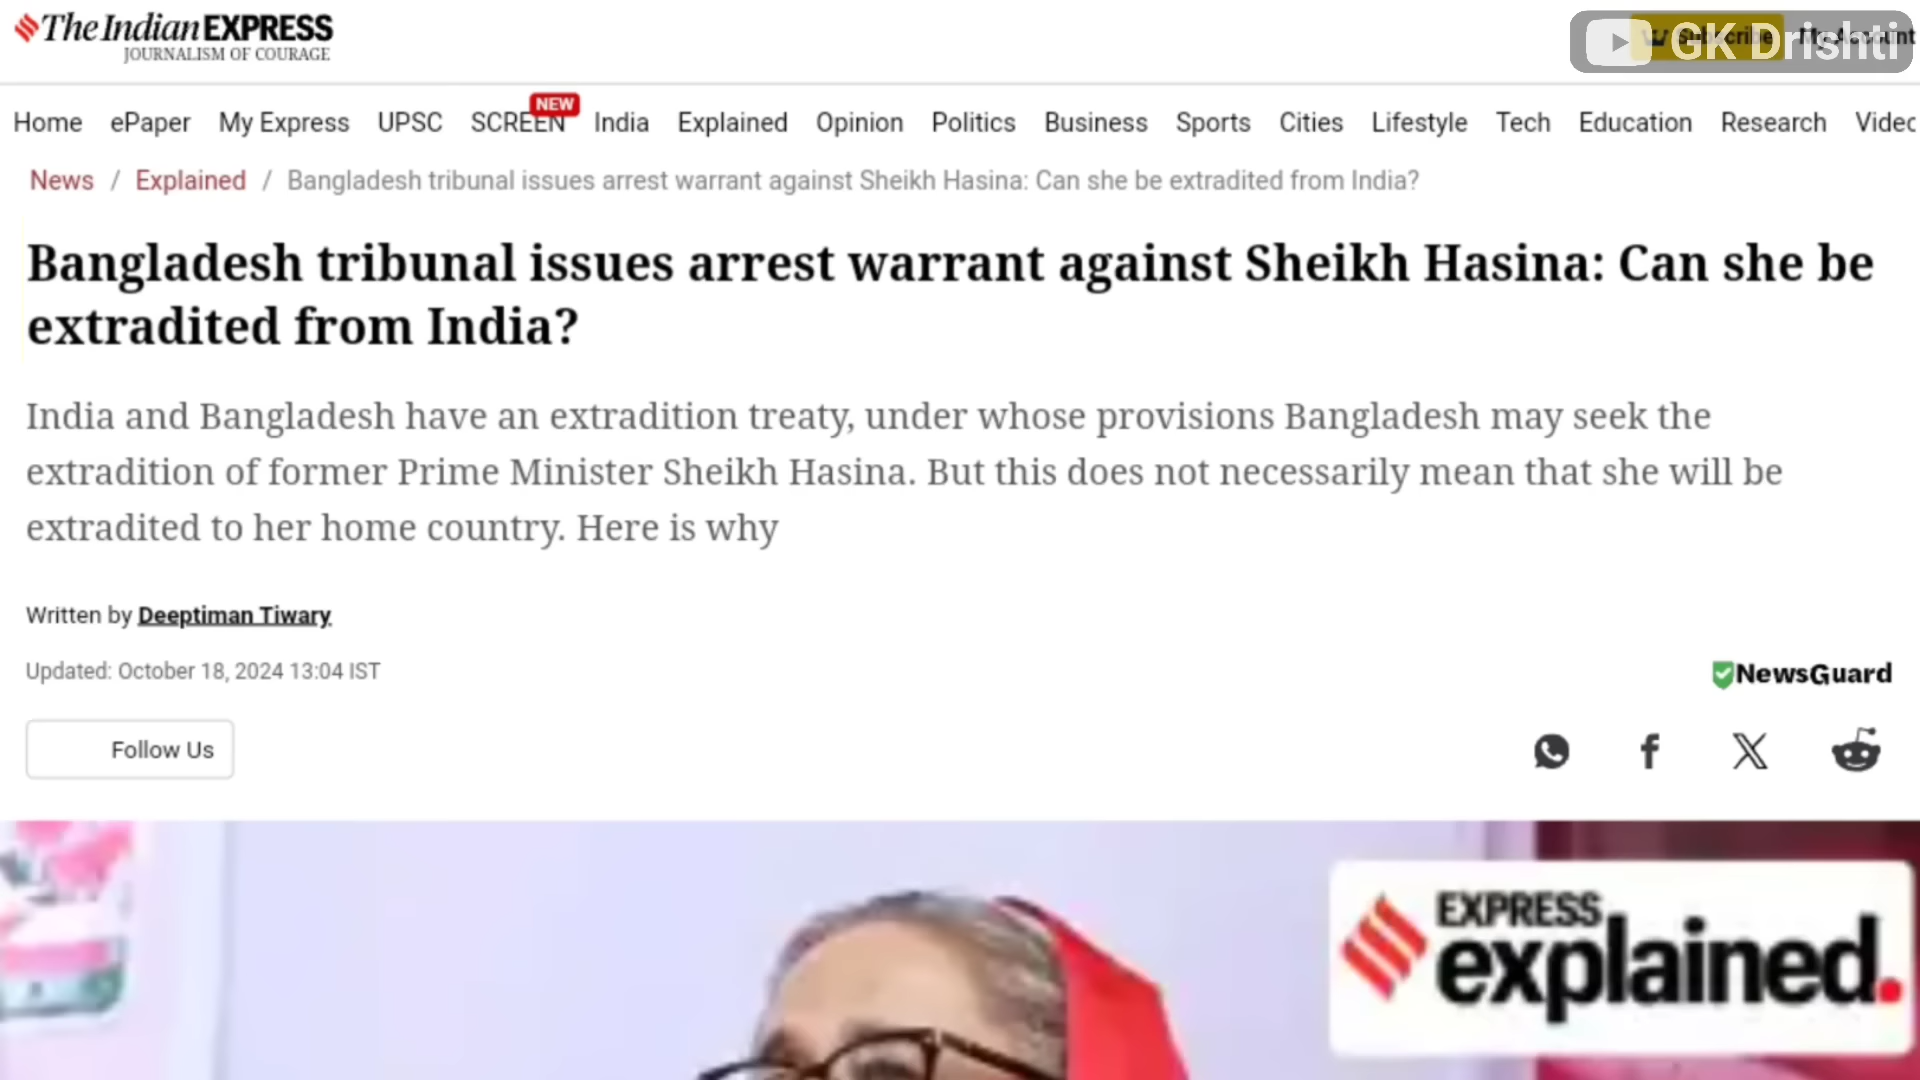 The Indian EXPRESS
JOURNALISM OF COURAGE
Subscribe My Account
GK Drishti
Home ePaper My Express UPSC SCREEN NEW India Explained Opinion Politics Business Sports Cities Lifestyle Tech Education Research
News / Explained / Bangladesh tribunal issues arrest warrant against Sheikh Hasina: Can she be extradited from India?
Bangladesh tribunal issues arrest warrant against Sheikh Hasina: Can she be
extradited from India?
India and Bangladesh have an extradition treaty, under whose provisions Bangladesh may seek the
extradition of former Prime Minister Sheikh Hasina. But this does not necessarily mean that she will be
extradited to her home country. Here is why
Written by Deeptiman Tiwary
Updated: October 18, 2024 13:04 IST
NewsGuard
Follow Us
EXPRESS
explained.